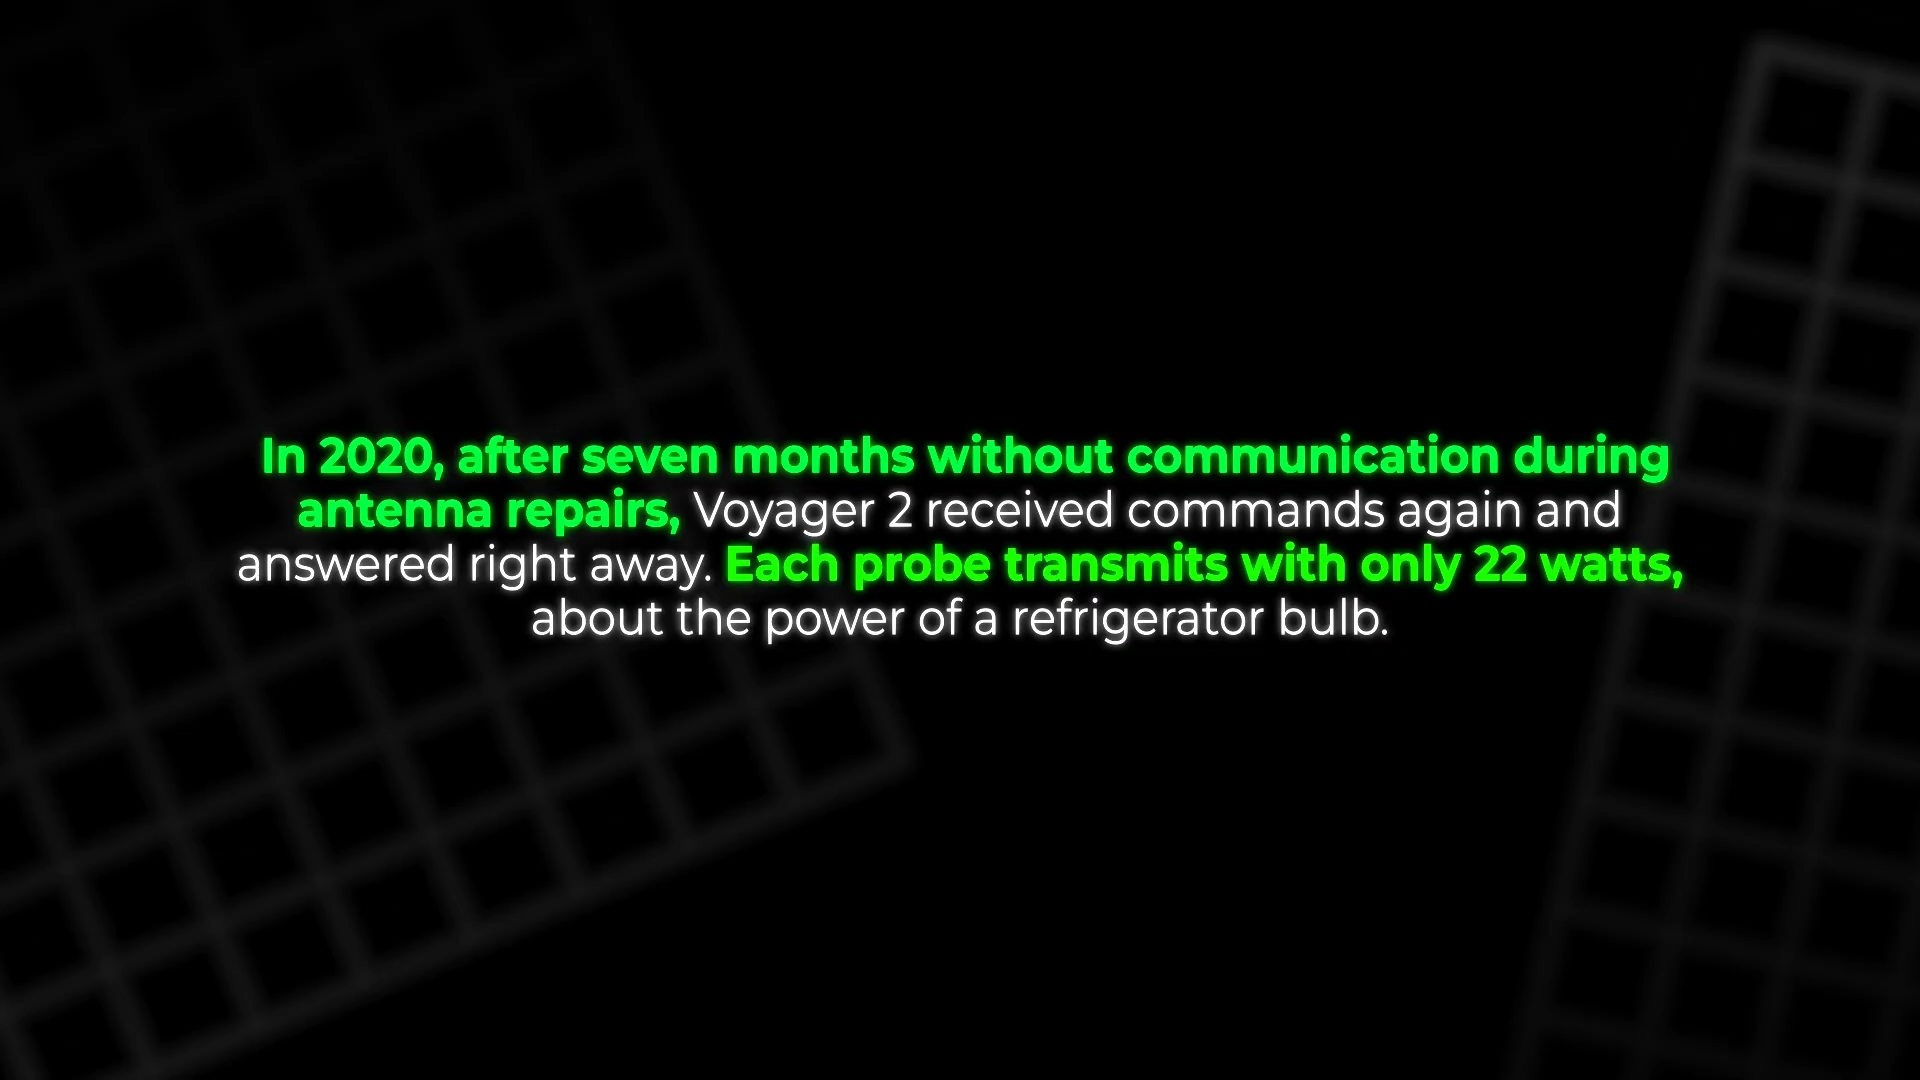 In 2020, after seven months without communication during
antenna repairs, Voyager 2 received commands again and
answered right away. Each probe transmits with only 22 watts,
about the power of a refrigerator bulb.